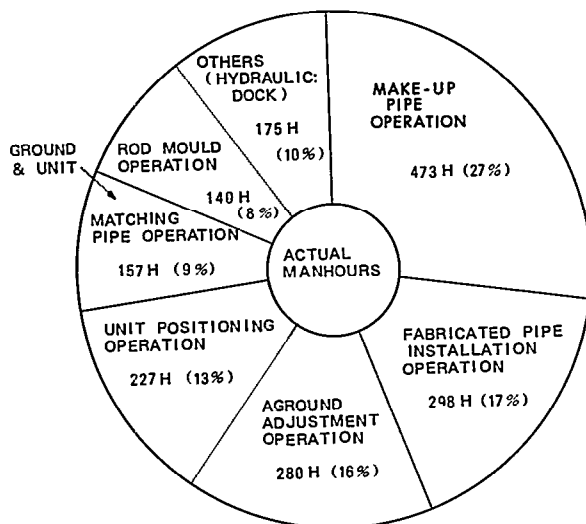 OTHERS
(HYDRAULIC:
DOCK)
175 H
(10%)
MAKE-UP
PIPE
OPERATION
473 H (27%)
GROUND
& UNIT
ROD MOULD
OPERATION
140 H
(8%)
MATCHING
PIPE OPERATION
157 H (9%)
ACTUAL
MANHOURS
UNIT POSITIONING
OPERATION
227 H (13%)
FABRICATED PIPE
INSTALLATION
OPERATION
298 H (17%)
AGROUND
ADJUSTMENT
OPERATION
280 H (16%)